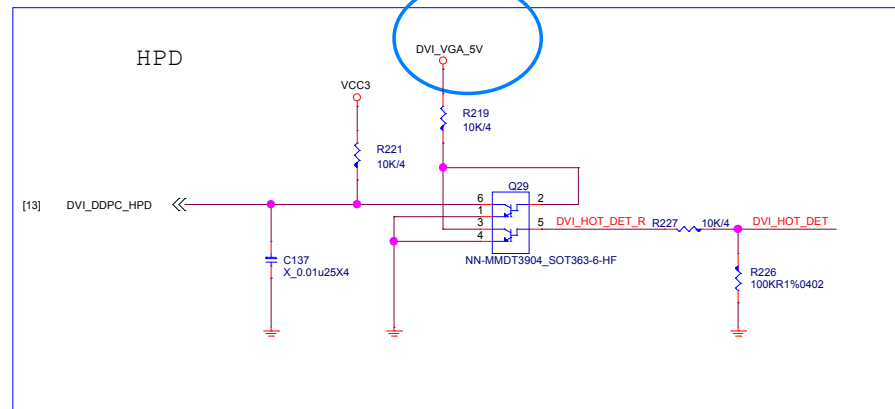 HPD
DVI_VGA_5V
VCC3
R219
10K/4
R221
10K/4
Q29
[13] DVI_DDPC_HPD
6
1
3
4
2
5
DVI_HOT_DET_R
R227
10K/4
DVI_HOT_DET
NN-MMDT3904_SOT363-6-HF
C137
X_0.01u25X4
R226
100KR1%0402